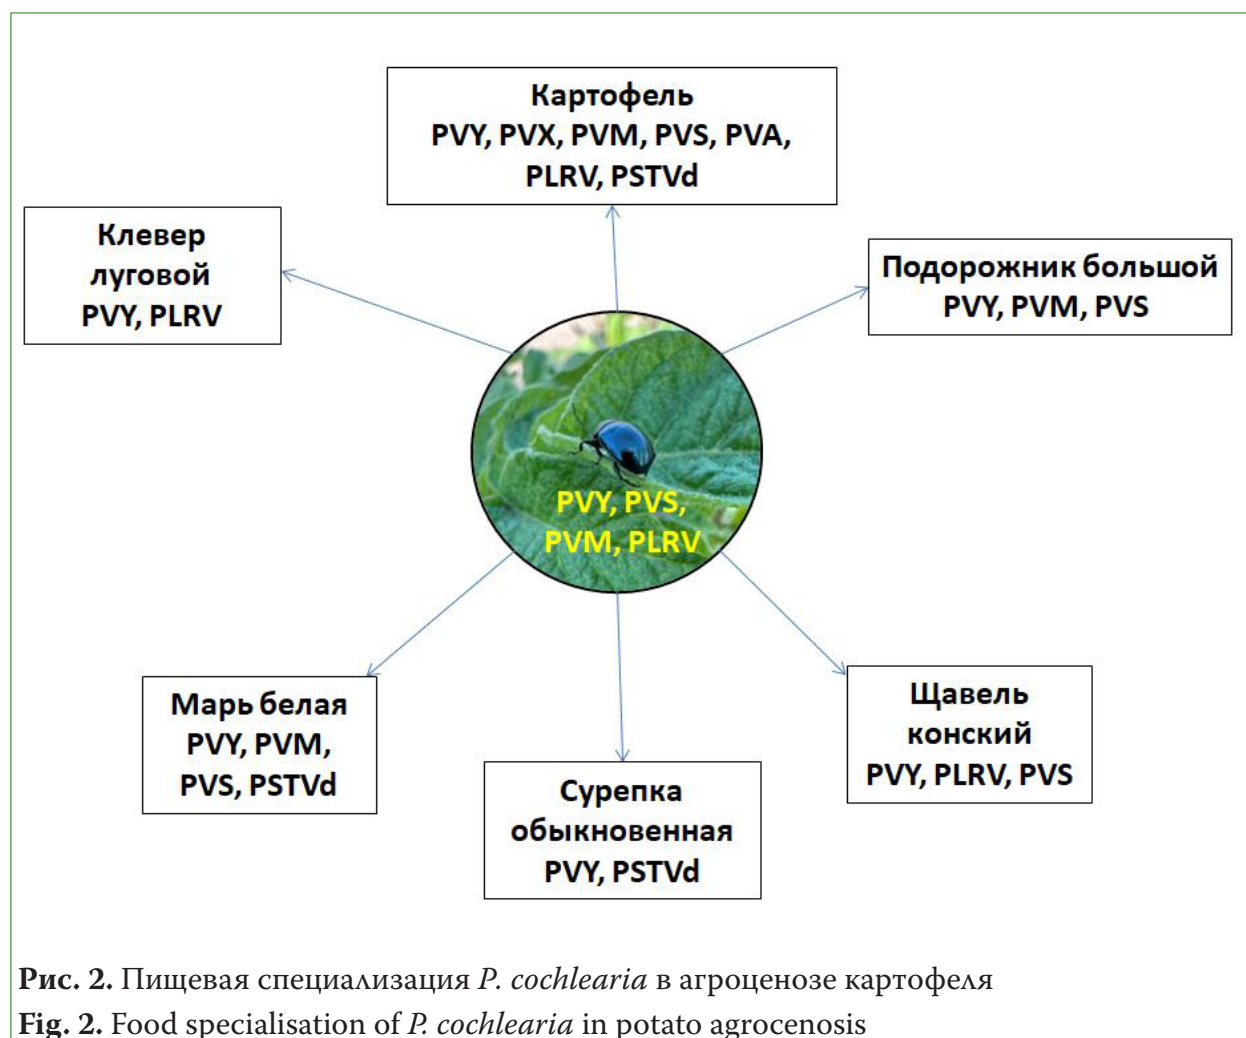 Картофель
PVY, PVX, PVM, PVS, PVA,
PLRV, PSTVd
Клевер
луговой
PVY, PLRV
Подорожник большой
PVY, PVM, PVS
PVY, PVS,
PVM, PLRV
Марь белая
PVY, PVM,
PVS, PSTVd
Сурепка
обыкновенная
PVY, PSTVd
Щавель
конский
PVY, PLRV, PVS
Рис. 2. Пищевая специализация P. cochlearia в агроценозе картофеля
Fig. 2. Food specialisation of P. cochlearia in potato agrocenosis